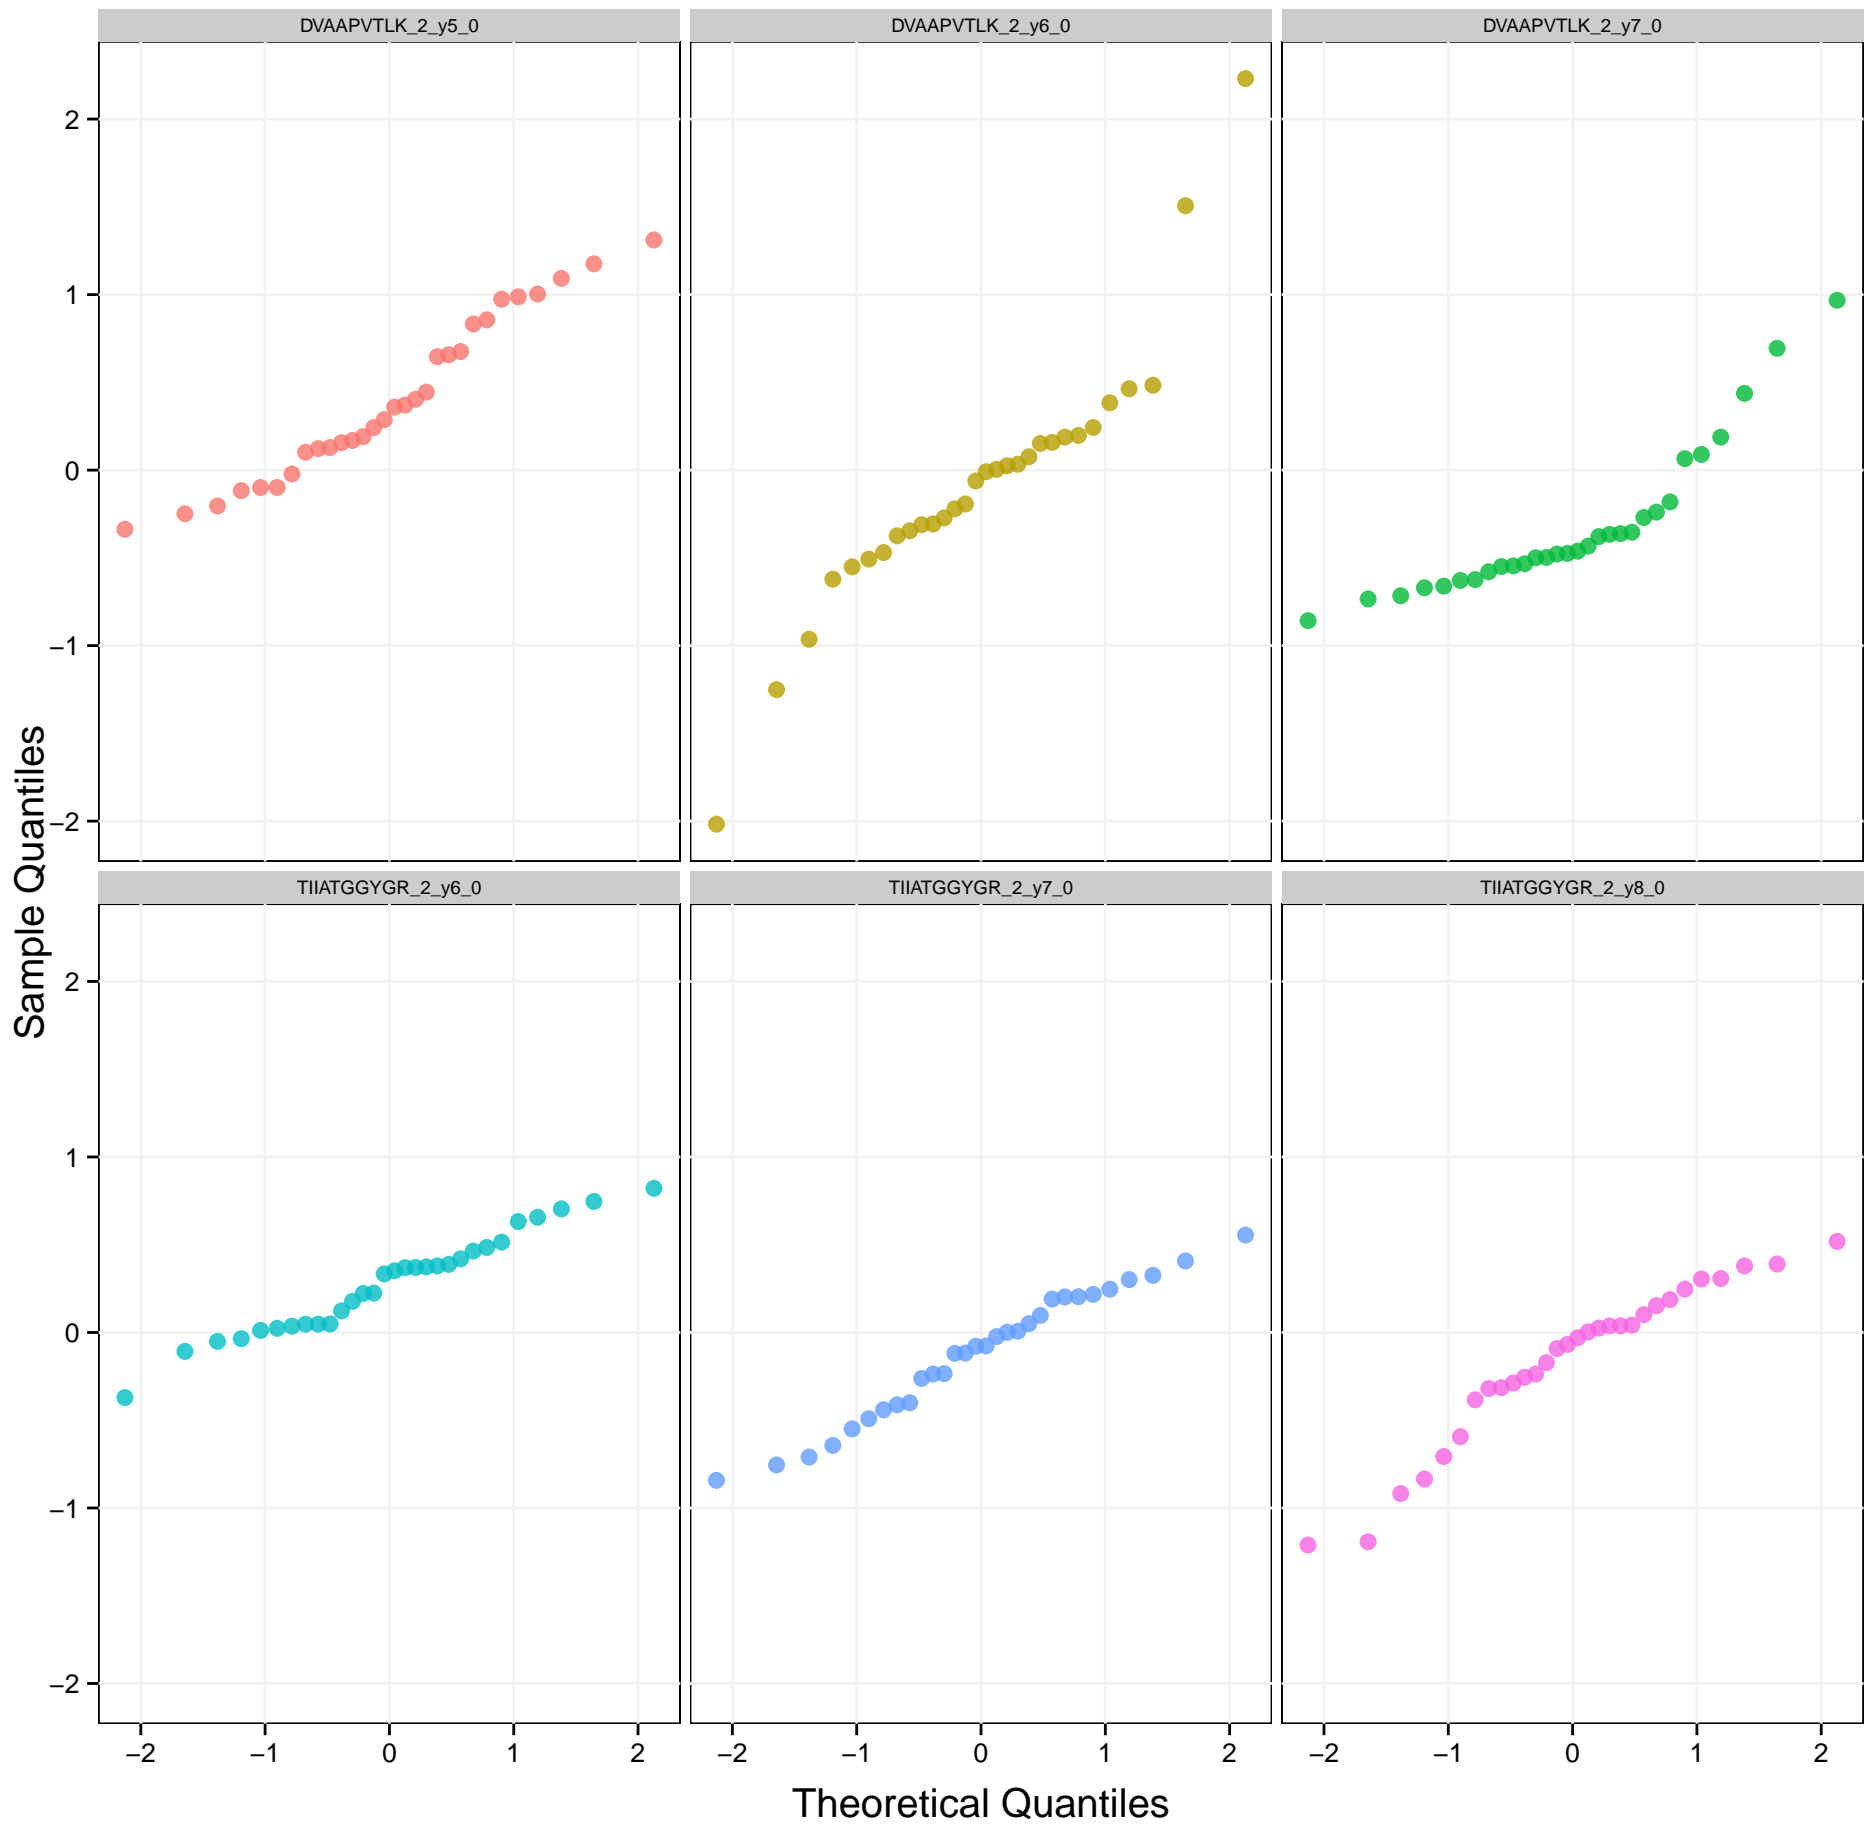 DVAAPVTLK_2_y5_0 DVAAPVTLK_2_y6_0 DVAAPVTLK_2_y7_0
2
1
0
−1
−2
TIIATGGYGR_2_y6_0 TIIATGGYGR_2_y7_0 TIIATGGYGR_2_y8_0
2
1
0
−1
−2
Sample Quantiles
−2 −1 0 1 2 −2 −1 0 1 2 −2 −1 0 1 2
Theoretical Quantiles